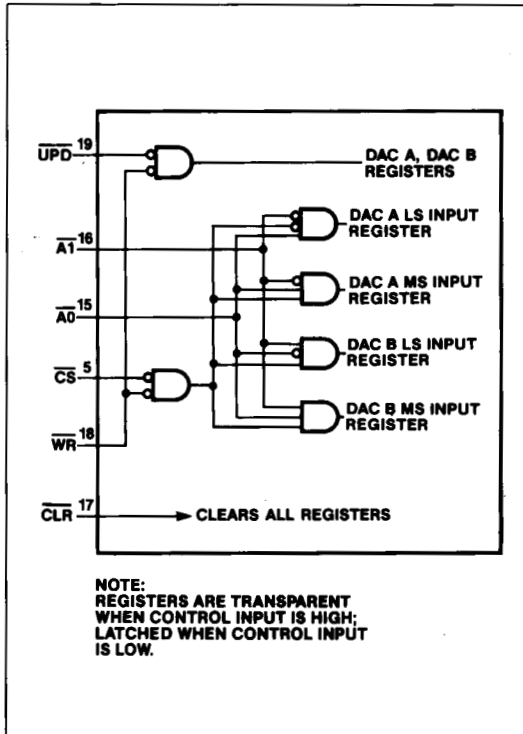 UPD 19
DAC A, DAC B
REGISTERS
DAC A LS INPUT
REGISTER
A1 16
DAC A MS INPUT
REGISTER
A0 15
DAC B LS INPUT
REGISTER
CS 5
DAC B MS INPUT
REGISTER
WR 18
CLR 17
CLEARS ALL REGISTERS
NOTE:
REGISTERS ARE TRANSPARENT
WHEN CONTROL INPUT IS HIGH;
LATCHED WHEN CONTROL INPUT
IS LOW.